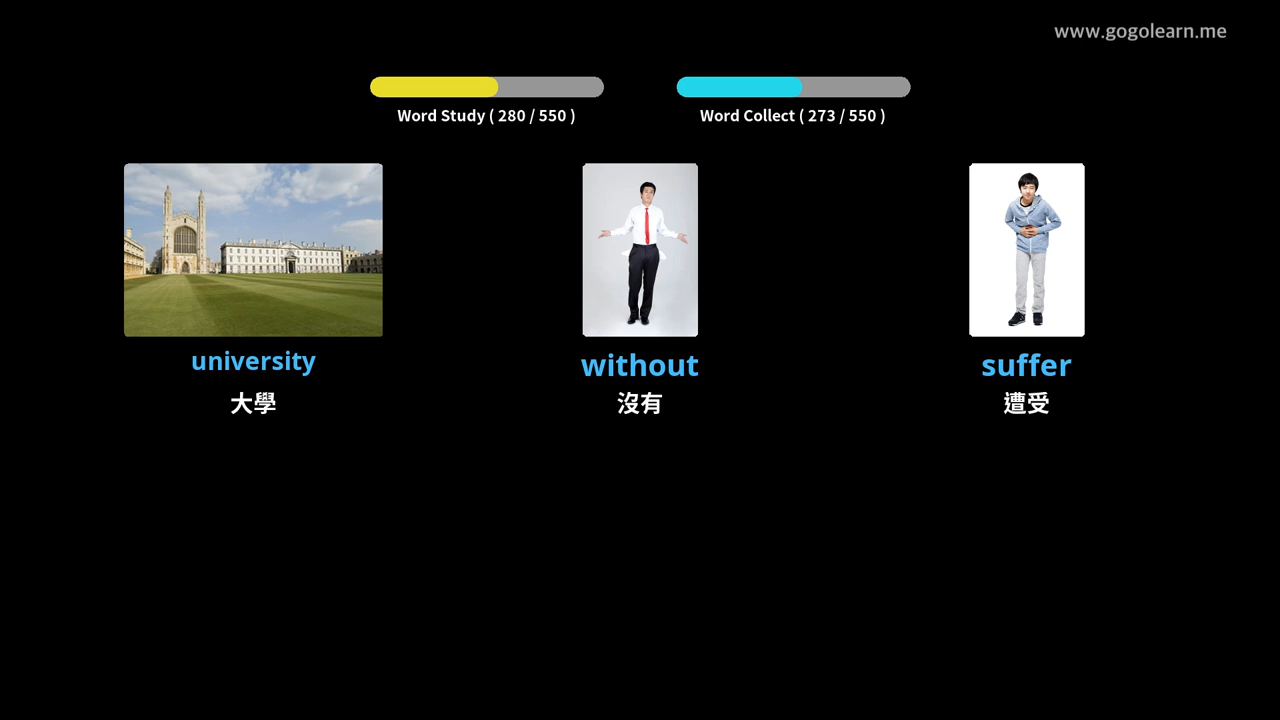 www.gogolearn.me
Word Study ( 280 / 550 )
Word Collect ( 273 / 550 )
university
without
suffer
大學
沒有
遭受